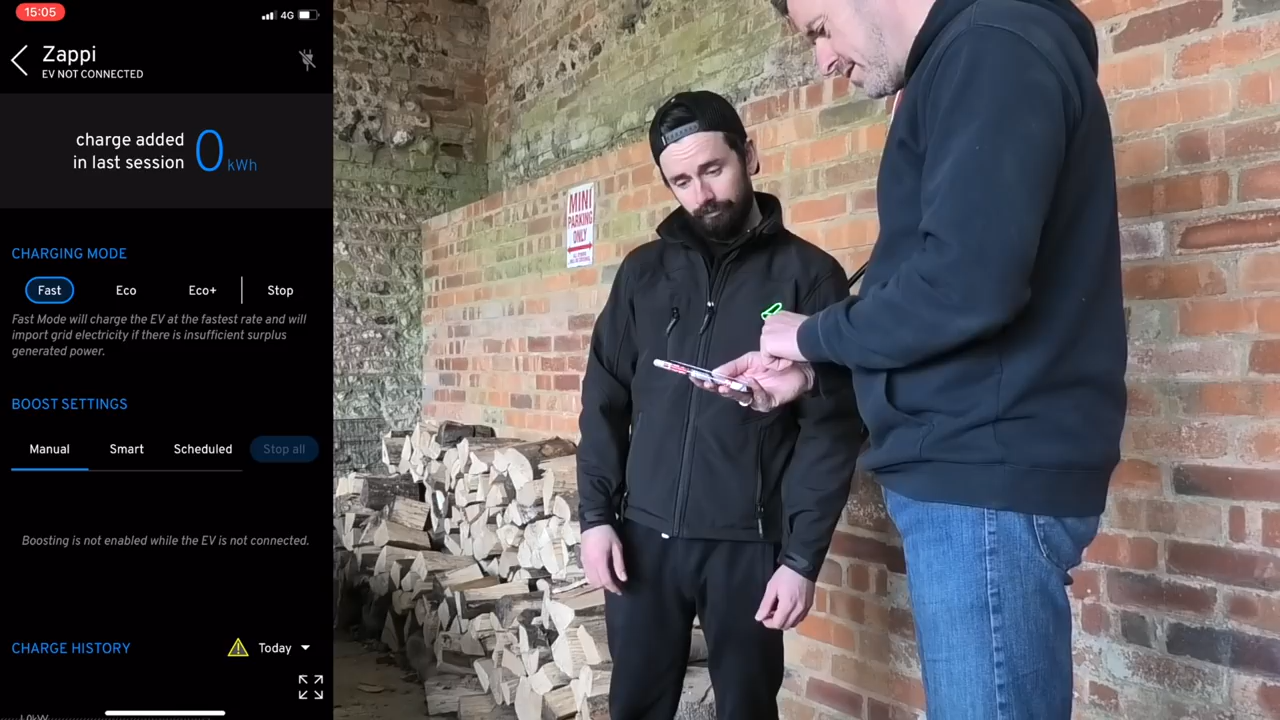 15:05
4G
Zappi
EV NOT CONNECTED
charge added
in last session
0 kWh
CHARGING MODE
Fast
Eco
Eco+
Stop
Fast Mode will charge the EV at the fastest rate and will
import grid electricity if there is insufficient surplus
generated power.
BOOST SETTINGS
Manual
Smart
Scheduled
Stop all
Boosting is not enabled while the EV is not connected.
CHARGE HISTORY
Today
MINI
PARKING
ONLY